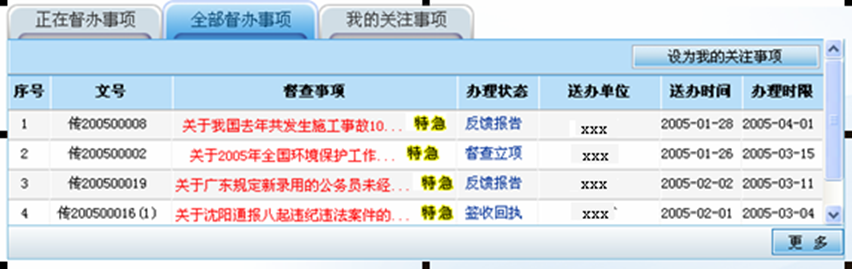 正在督办事项 全部督办事项 我的关注事项
设为我的关注事项
序号 文号 督查事项 办理状态 送办单位 送办时间 办理时限
1 传200500008 关于我国去年共发生施工事故10... 特急 反馈报告 xxx 2005-01-28 2005-04-01
2 传200500002 关于2005年全国环境保护工作... 特急 督查立项 xxx 2005-01-26 2005-03-15
3 传200500019 关于广东规定新录用的公务员未经... 特急 反馈报告 xxx 2005-02-02 2005-03-11
4 传200500016(1) 关于沈阳通报八起违纪违法案件的... 特急 签收回执 xxx 2005-02-01 2005-03-04
更 多